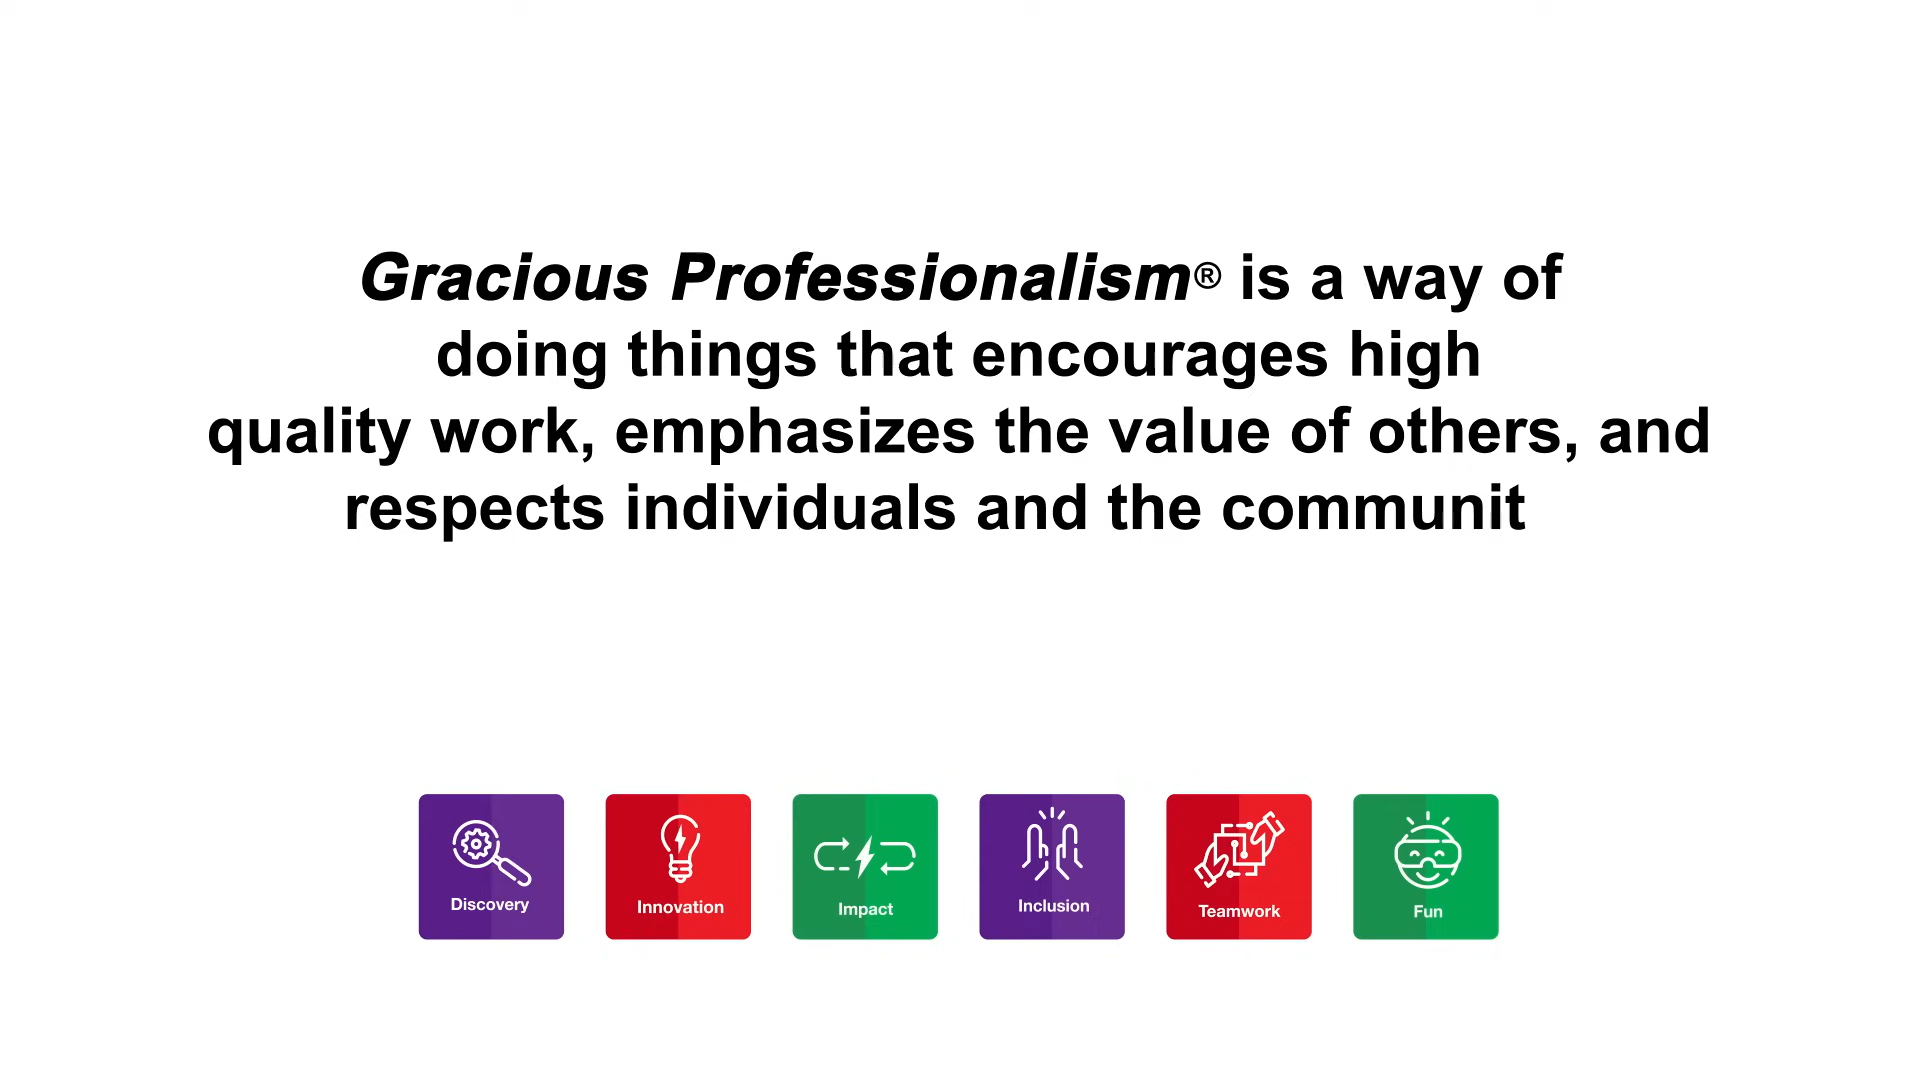 Gracious Professionalism® is a way of
doing things that encourages high
quality work, emphasizes the value of others, and
respects individuals and the communit
Discovery
Innovation
Impact
Inclusion
Teamwork
Fun